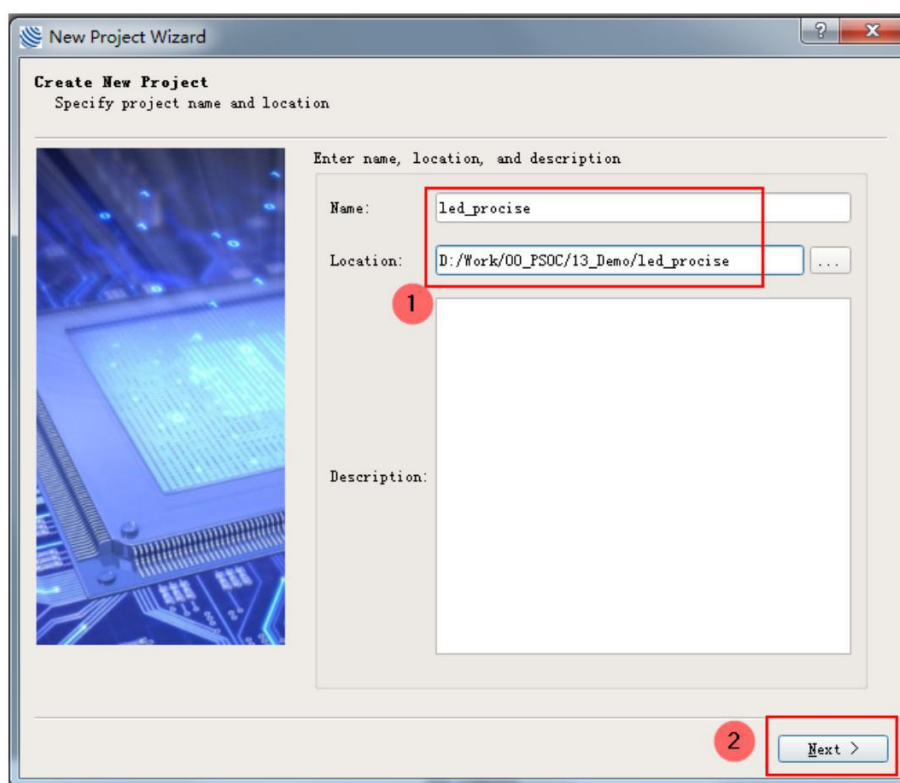 New Project Wizard
Create New Project
Specify project name and location
Enter name, location, and description
Name: led_procise
Location: D:/Work/00_PSOC/13_Demo/led_procise ...
1
Description:
2 Next >